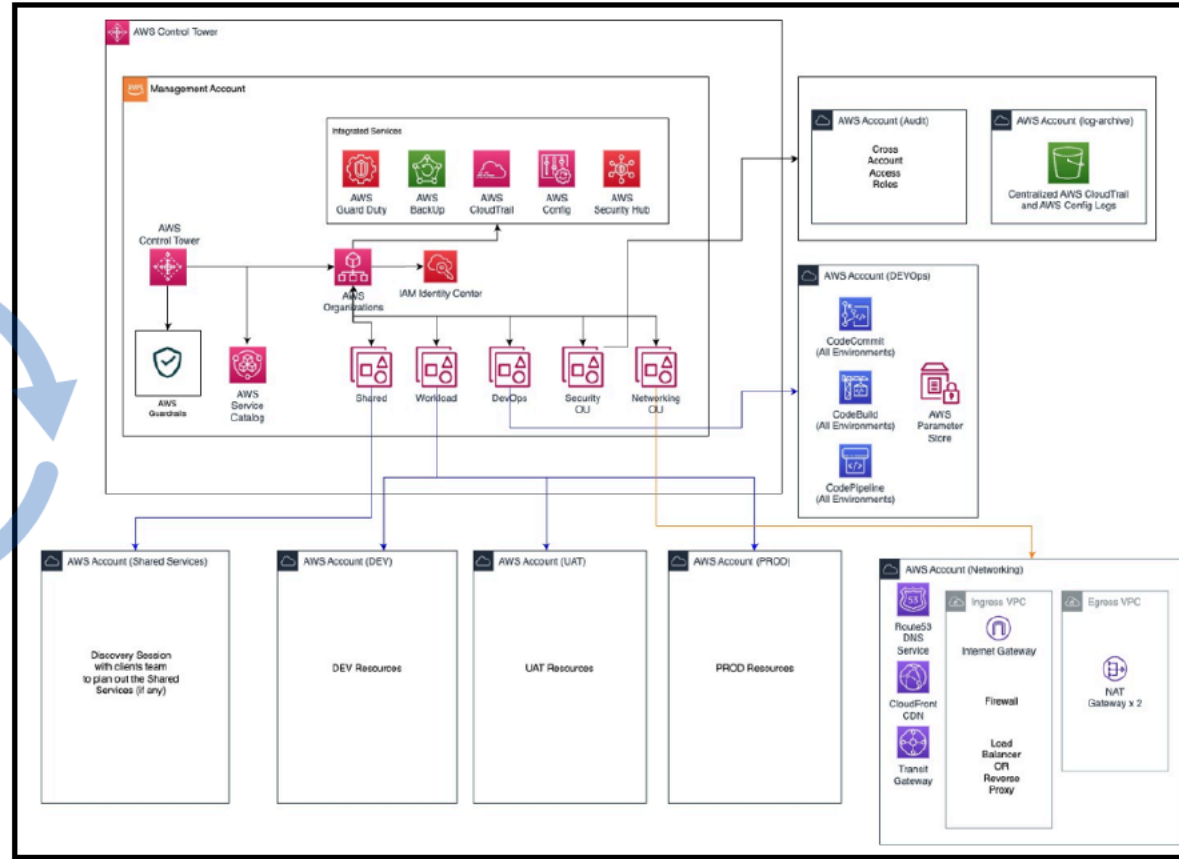 AWS Control Tower
Management Account
Integrated Services
AWS
Guard Duty
AWS
BackUp
AWS
CloudTrail
AWS
Config
AWS
Security Hub
AWS
Control Tower
AWS
Organizations
IAM Identity Center
AWS
Guardrails
AWS
Service
Catalog
Shared
Workload
DevOps
Security
OU
Networking
OU
AWS Account (Audit)
Cross
Account
Access
Roles
AWS Account (log-archive)
Centralized AWS CloudTrail
and AWS Config Logs
AWS Account (DEVOps)
CodeCommit
(All Environments)
CodeBuild
(All Environments)
CodePipeline
(All Environments)
AWS
Parameter
Store
AWS Account (Shared Services)
Discovery Session
with clients team
to plan out the Shared
Services (if any)
AWS Account (DEV)
DEV Resources
AWS Account (UAT)
UAT Resources
AWS Account (PROD)
PROD Resources
AWS Account (Networking)
53
Route53
DNS
Service
CloudFront
CDN
Transit
Gateway
Ingress VPC
Internet Gateway
Firewall
Load
Balancer
OR
Reverse
Proxy
Egress VPC
NAT
Gateway x 2